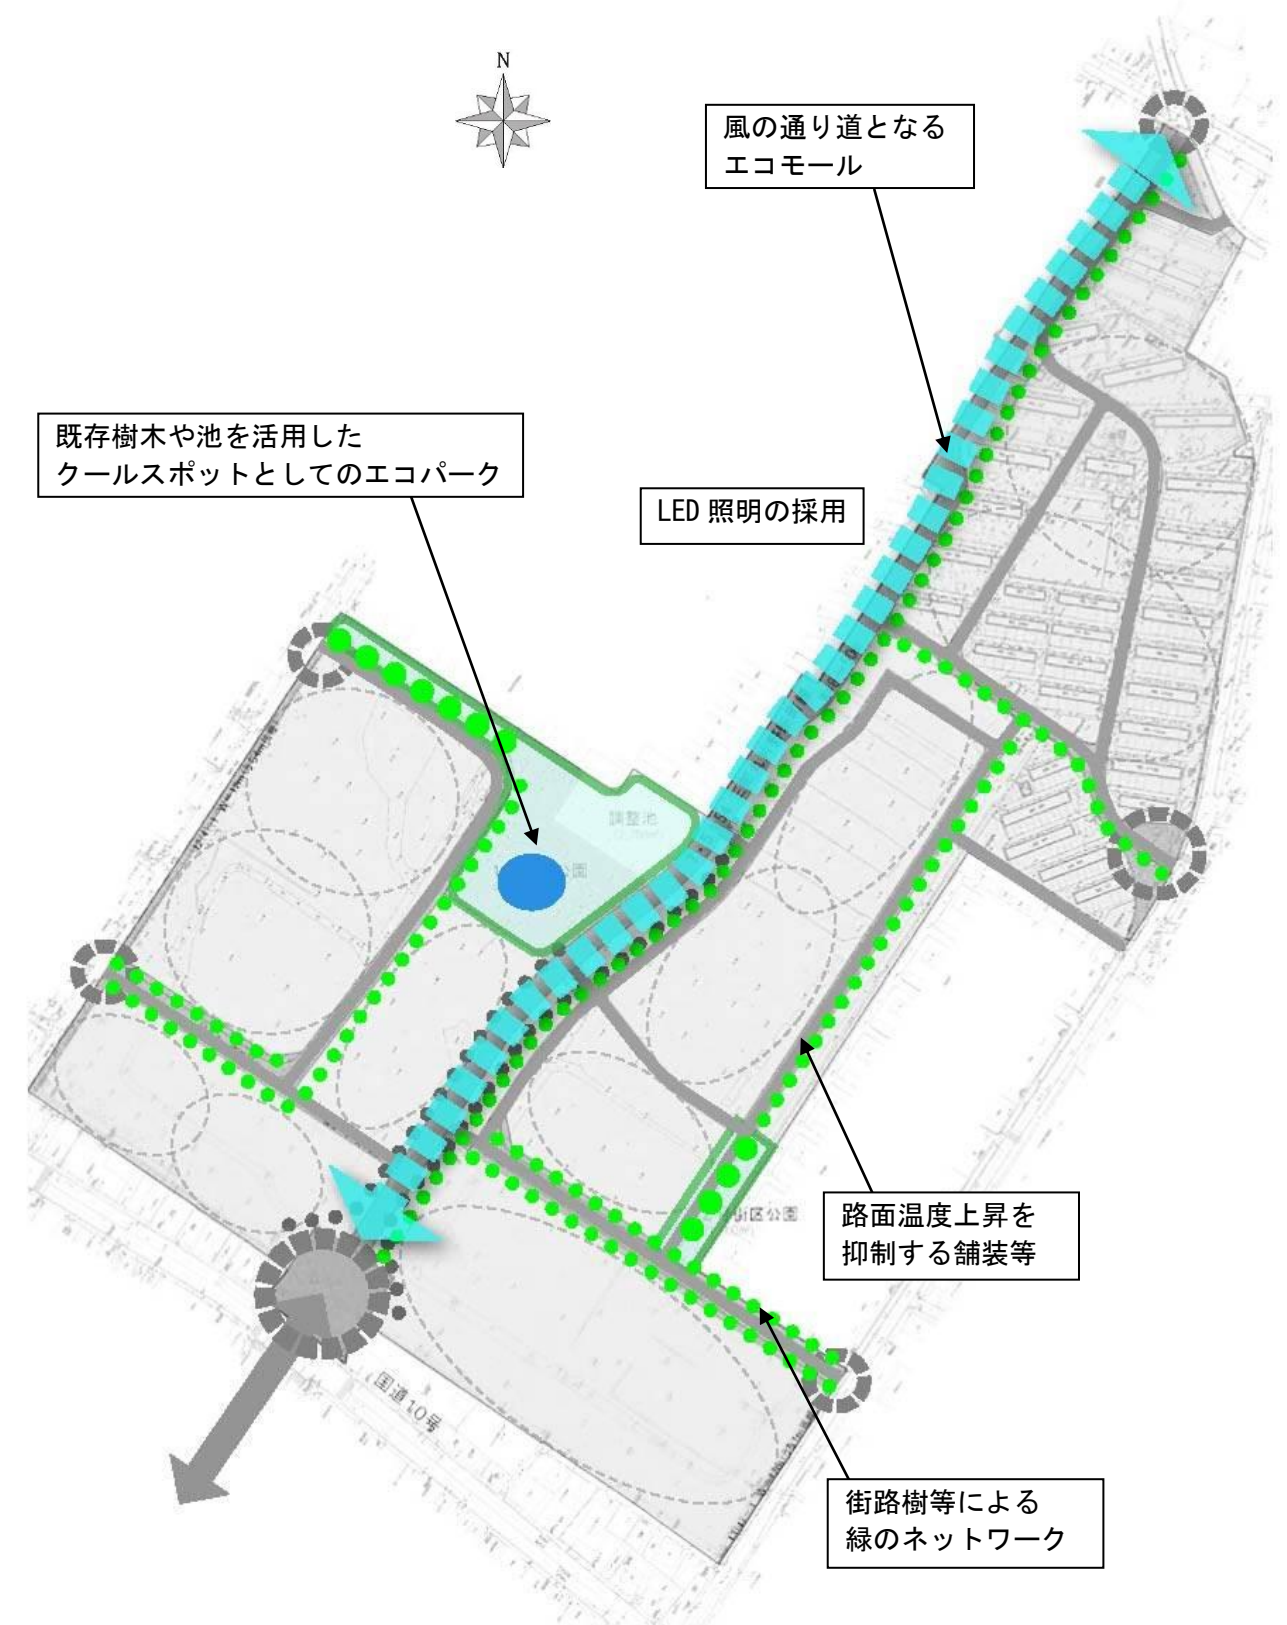 N
風の通り道となる
エコモール
既存樹木や池を活用した
クールスポットとしてのエコパーク
LED 照明の採用
調整池
園
街区公園
路面温度上昇を
抑制する舗装等
国道10号
街路樹等による
緑のネットワーク